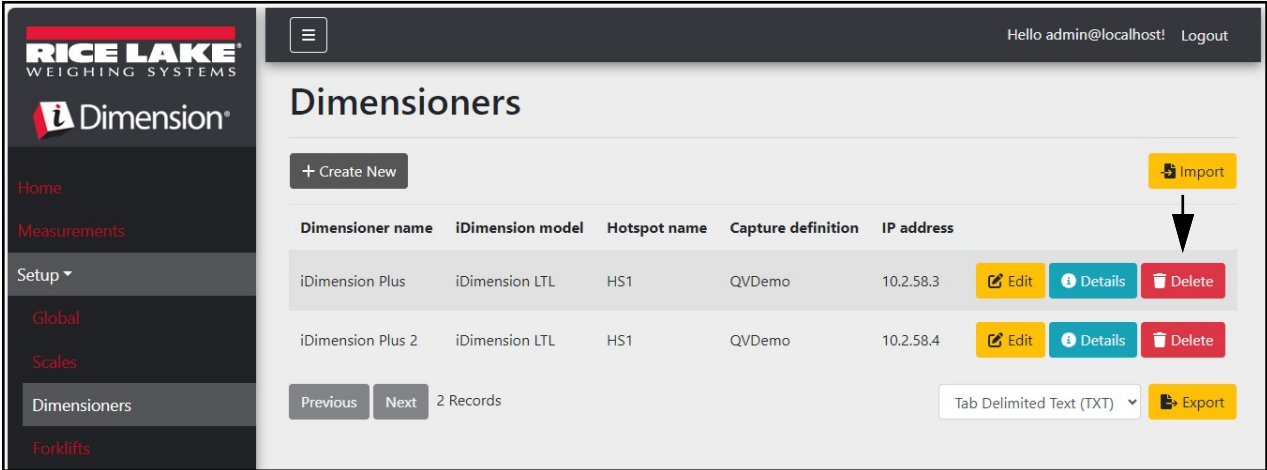 RICE LAKE®
WEIGHING SYSTEMS
i Dimension®
Home
Measurements
Setup
Global
Scales
Dimensioners
Forklifts
Hello admin@localhost! Logout
Dimensioners
+ Create New
Import
Dimensioner name iDimension model Hotspot name Capture definition IP address
iDimension Plus iDimension LTL HS1 QVDemo 10.2.58.3 Edit Details Delete
iDimension Plus 2 iDimension LTL HS1 QVDemo 10.2.58.4 Edit Details Delete
Previous Next 2 Records Tab Delimited Text (TXT) Export